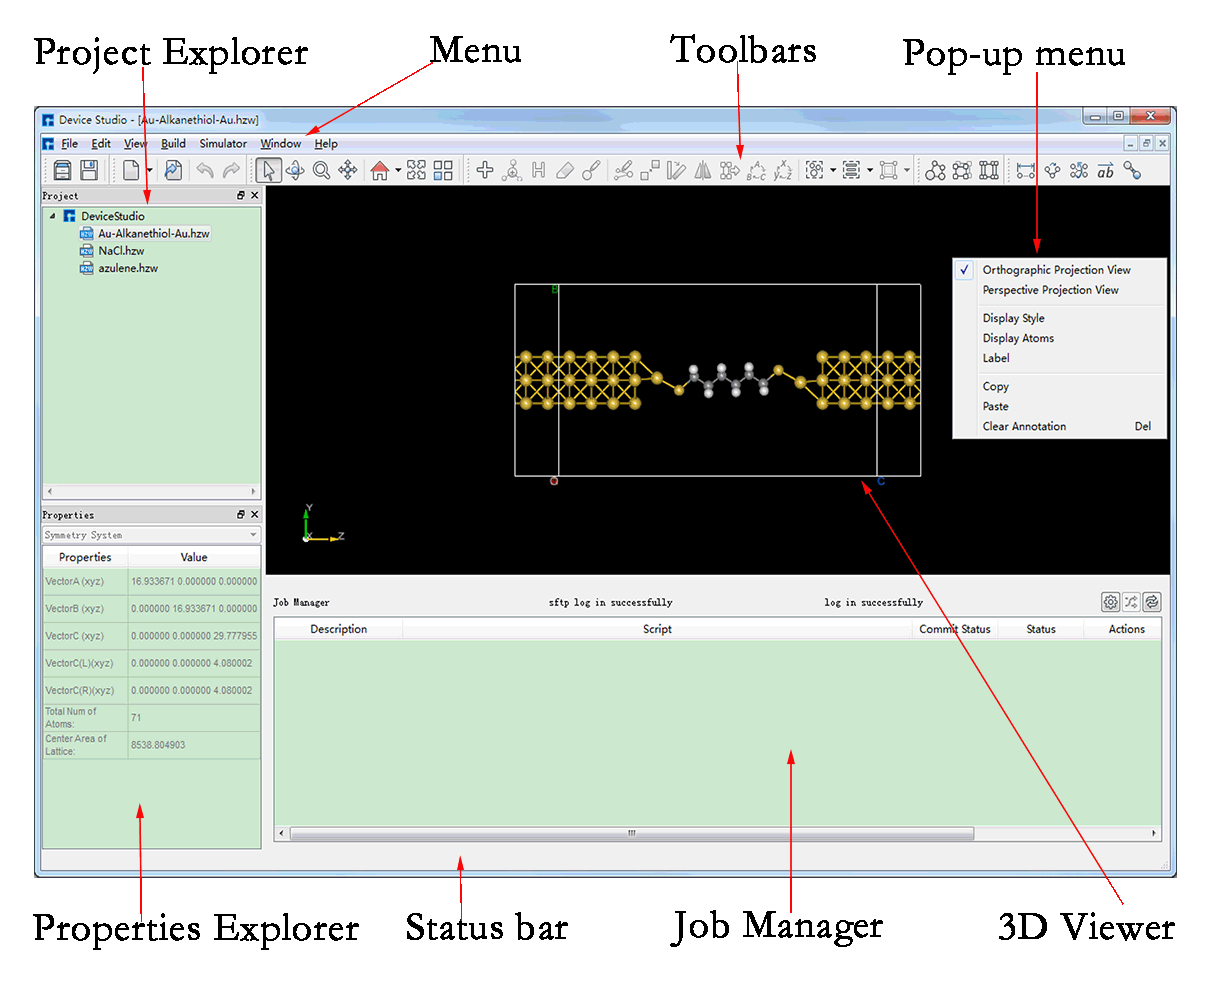 Project Explorer
Menu
Toolbars
Pop-up menu
Device Studio - [Au-Alkanethiol-Au.hzw]
File Edit View Build Simulator Window Help
H
B-C
ab
Project
DeviceStudio
Au-Alkanethiol-Au.hzw
NaCl.hzw
azulene.hzw
B
O
C
Y
X
Z
Orthographic Projection View
Perspective Projection View
Display Style
Display Atoms
Label
Copy
Paste
Clear Annotation Del
Properties
Symmetry System
Properties Value
VectorA (xyz) 16.933671 0.000000 0.000000
VectorB (xyz) 0.000000 16.933671 0.000000
VectorC (xyz) 0.000000 0.000000 29.777955
VectorC(L)(xyz) 0.000000 0.000000 4.080002
VectorC(R)(xyz) 0.000000 0.000000 4.080002
Total Num of
Atoms: 71
Center Area of
Lattice: 8538.804903
Job Manager sftp log in successfully log in successfully
Description Script Commit Status Status Actions
Properties Explorer
Status bar
Job Manager
3D Viewer